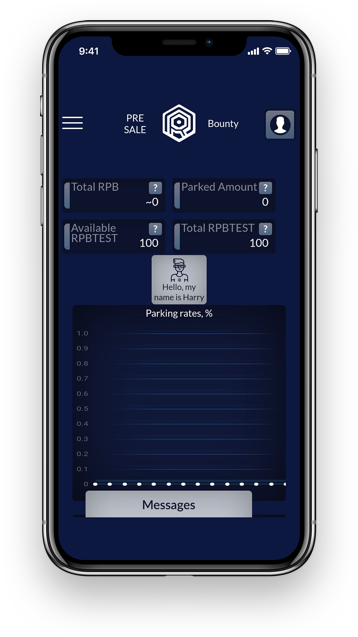 9:41
PRE
SALE
Bounty
Total RPB
?
~0
Parked Amount
?
0
Available
RPBTEST
?
100
Total RPBTEST
?
100
Hello, my
name is Harry
Parking rates, %
1.0
0.9
0.8
0.7
0.6
0.5
0.4
0.3
0.2
0.1
0
Messages